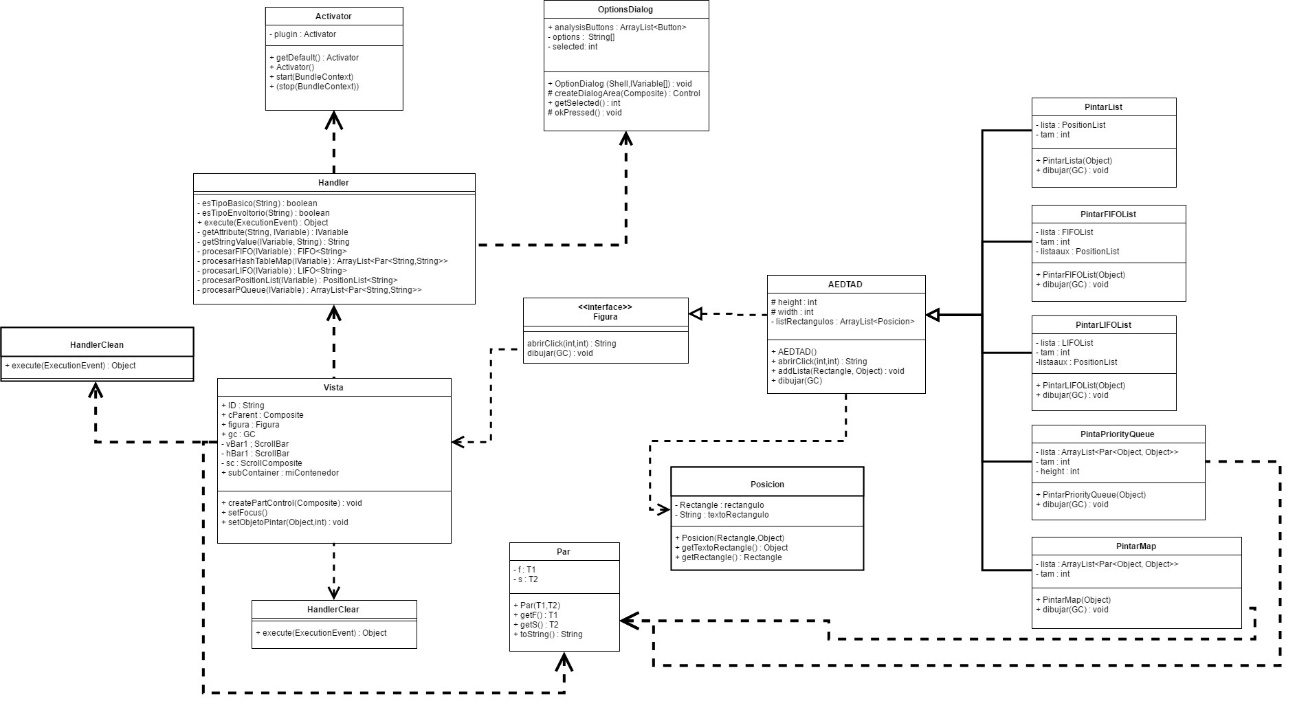 Activator
- plugin : Activator
+ getDefault() : Activator
+ Activator()
+ start(BundleContext)
+ (stop(BundleContext))
OptionsDialog
+ analysisButtons : ArrayList<Button>
- options :  String[]
- selected: int
+ OptionDialog (Shell,IVariable[]) : void
# createDialogArea(Composite) : Control
+ getSelected() : int
# okPressed() : void
Handler
- esTipoBasico(String) : boolean
- esTipoEnvoltorio(String) : boolean
+ execute(ExecutionEvent) : Object
- getAttribute(String, IVariable) : IVariable
- getStringValue(IVariable, String) : String
- procesarFIFO(IVariable) : FIFO<String>
- procesarHashTableMap(IVariable) : ArrayList<Par<String,String>>
- procesarLIFO(IVariable) : LIFO<String>
- procesarPositionList(IVariable) : PositionList<String>
- procesarPQueue(IVariable) : ArrayList<Par<String,String>>
HandlerClean
+ execute(ExecutionEvent) : Object
Vista
+ ID : String
+ cParent : Composite
+ figura : Figura
+ gc : GC
- vBar1 : ScrollBar
- hBar1 : ScrollBar
- sc : ScrollComposite
+ subContainer : miContenedor
+ createPartControl(Composite) : void
+ setFocus()
+ setObjetoPintar(Object,int) : void
HandlerClear
+ execute(ExecutionEvent) : Object
<<interface>>
Figura
abrirClick(int,int) : String
dibujar(GC) : void
AEDTAD
# height : int
# width : int
- listRectangulos : ArrayList<Posicion>
+ AEDTAD()
+ abrirClick(int,int) : String
+ addLista(Rectangle, Object) : void
+ dibujar(GC)
Posicion
- Rectangle : rectangulo
- String : textoRectangulo
+ Posicion(Rectangle,Object)
+ getTextoRectangle() : Object
+ getRectangle() : Rectangle
Par
- f : T1
- s : T2
+ Par(T1,T2)
+ getF() : T1
+ getS() : T2
+ toString() : String
PintarList
- lista : PositionList
- tam : int
+ PintarLista(Object)
+ dibujar(GC) : void
PintarFIFOList
- lista : FIFOList
- tam : int
- listaaux : PositionList
+ PintarFIFOList(Object)
+ dibujar(GC) : void
PintarLIFOList
- lista : LIFOList
- tam : int
-listaaux : PositionList
+ PintarLIFOList(Object)
+ dibujar(GC) : void
PintaPriorityQueue
- lista : ArrayList<Par<Object, Object>>
- tam : int
- height : int
+ PintarPriorityQueue(Object)
+ dibujar(GC) : void
PintarMap
- lista : ArrayList<Par<Object, Object>>
- tam : int
+ PintarMap(Object)
+ dibujar(GC) : void